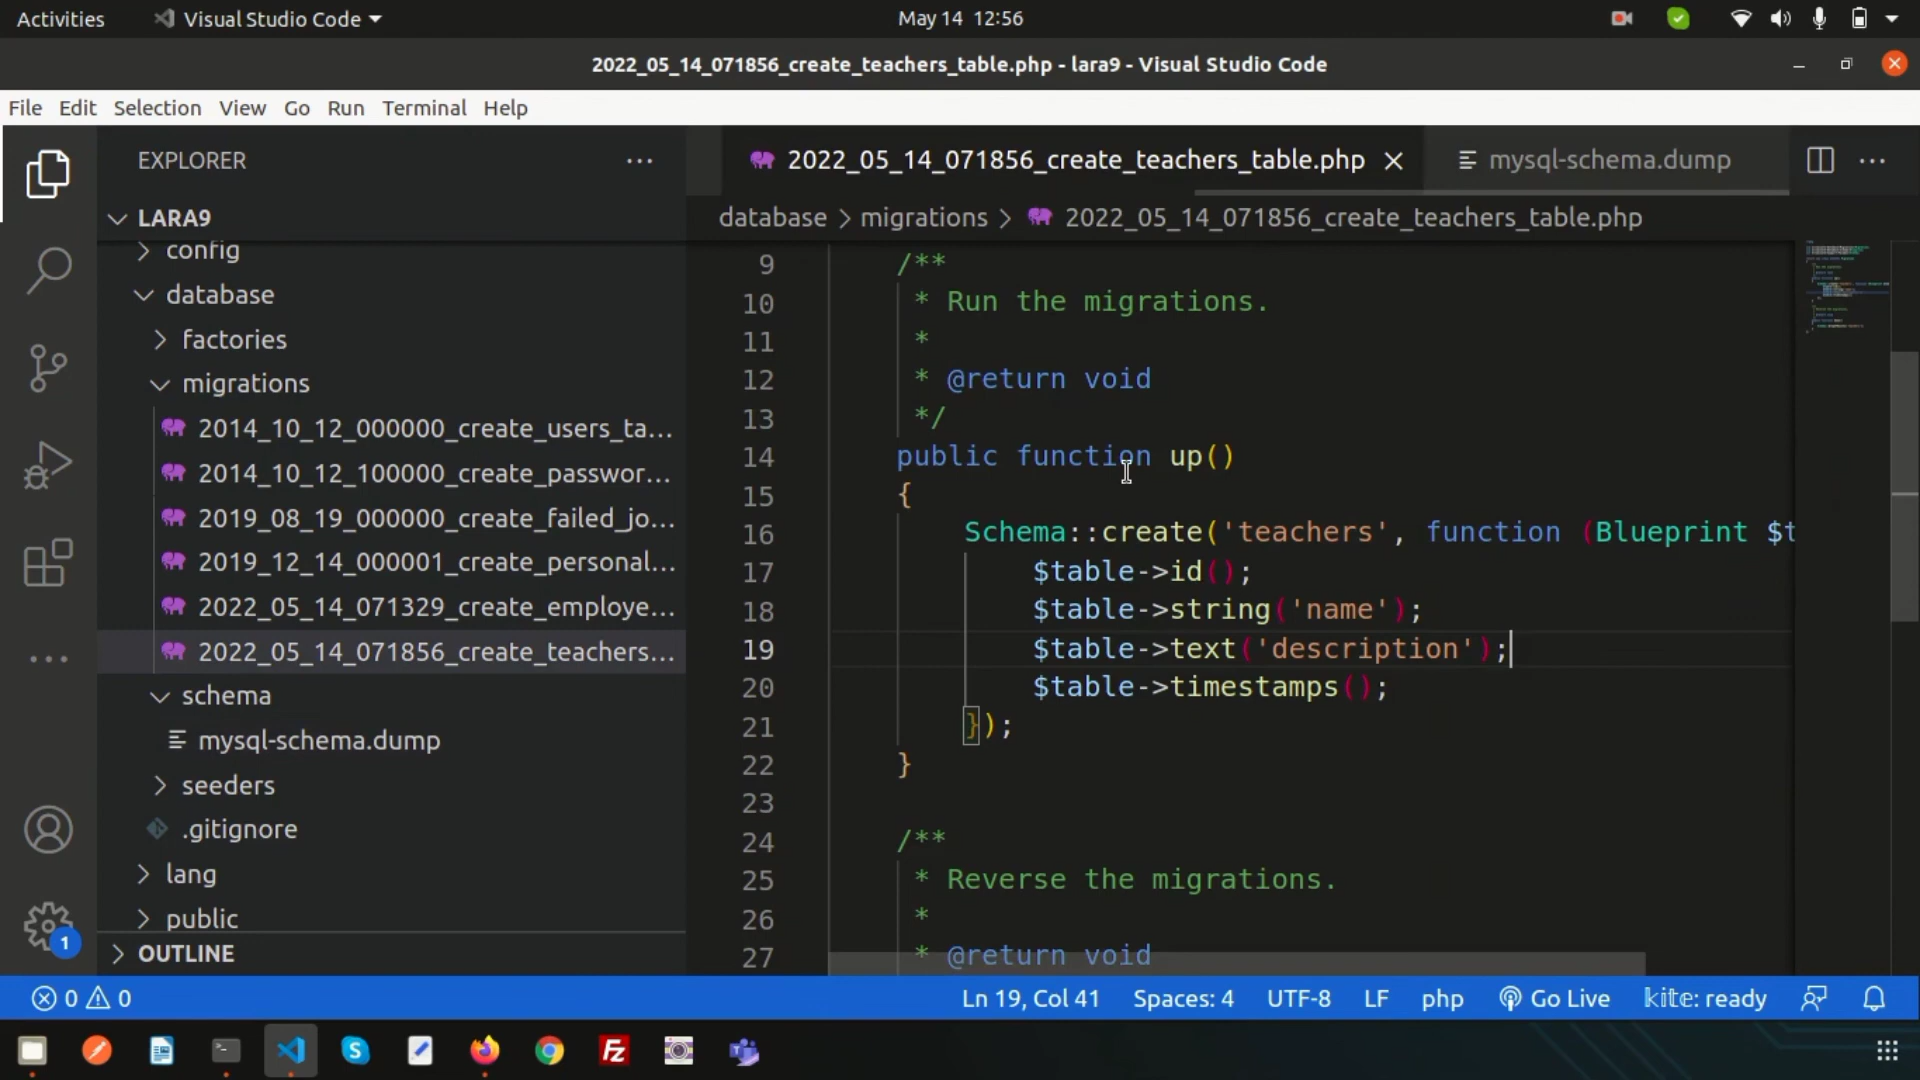 Activities
Visual Studio Code
May 14 12:56
2022_05_14_071856_create_teachers_table.php - lara9 - Visual Studio Code
File Edit Selection View Go Run Terminal Help
EXPLORER
LARA9
config
database
factories
migrations
2014_10_12_000000_create_users_ta...
2014_10_12_100000_create_passwor...
2019_08_19_000000_create_failed_jo...
2019_12_14_000001_create_personal...
2022_05_14_071329_create_employe...
2022_05_14_071856_create_teachers...
schema
mysql-schema.dump
seeders
.gitignore
lang
public
OUTLINE
1
2022_05_14_071856_create_teachers_table.php
mysql-schema.dump
database > migrations > 2022_05_14_071856_create_teachers_table.php
9 /**
10 * Run the migrations.
11 *
12 * @return void
13 */
14 public function up()
15 {
16 Schema::create('teachers', function (Blueprint $t
17 $table->id();
18 $table->string('name');
19 $table->text('description');
20 $table->timestamps();
21 });
22 }
23
24 /**
25 * Reverse the migrations.
26 *
27 * @return void
0 0
Ln 19, Col 41 Spaces: 4 UTF-8 LF php Go Live kite: ready